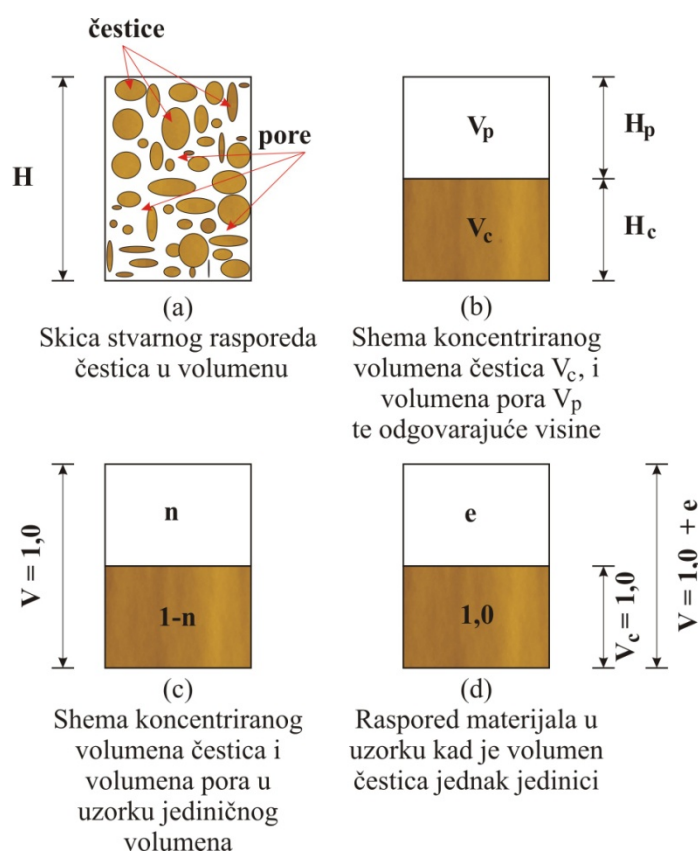 čestice
pore
H
(a)
Skica stvarnog rasporeda
čestica u volumenu
Vp
Vc
Hp
Hc
(b)
Shema koncentriranog
volumena čestica Vc, i
volumena pora Vp
te odgovarajuće visine
V = 1,0
n
1-n
(c)
Shema koncentriranog
volumena čestica i
volumena pora u
uzorku jediničnog
volumena
e
1,0
Vc = 1,0
V = 1,0 + e
(d)
Raspored materijala u
uzorku kad je volumen
čestica jednak jedinici